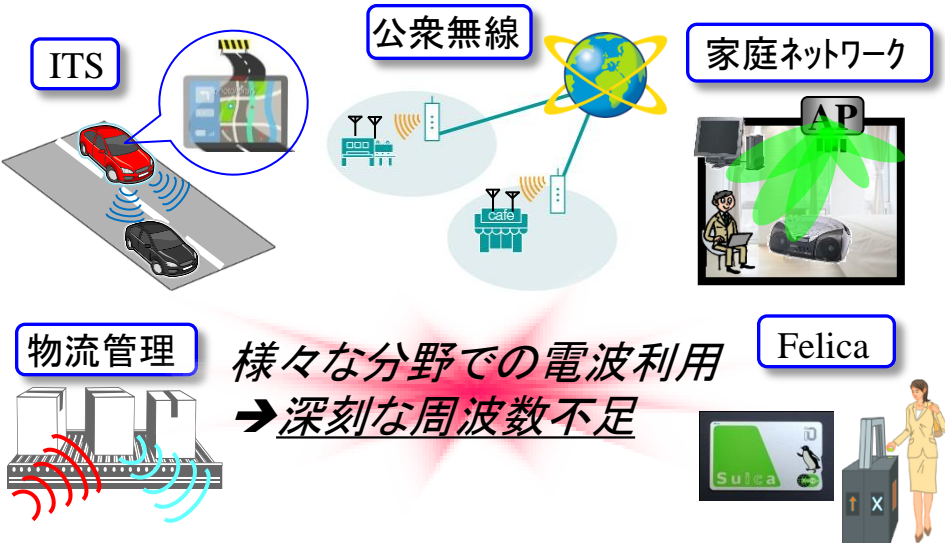 ITS
公衆無線
家庭ネットワーク
AP
cafe
物流管理
様々な分野での電波利用
➔深刻な周波数不足
Felica
iD
Suica
X